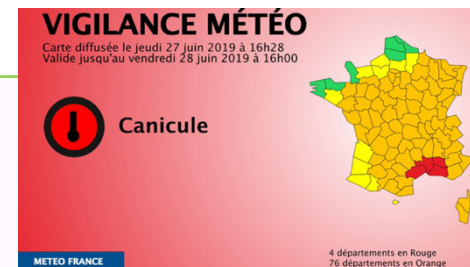 VIGILANCE MÉTÉO
Carte diffusée le jeudi 27 juin 2019 à 16h28
Valide jusqu'au vendredi 28 juin 2019 à 16h00
Canicule
4 départements en Rouge
76 départements en Orange
METEO FRANCE